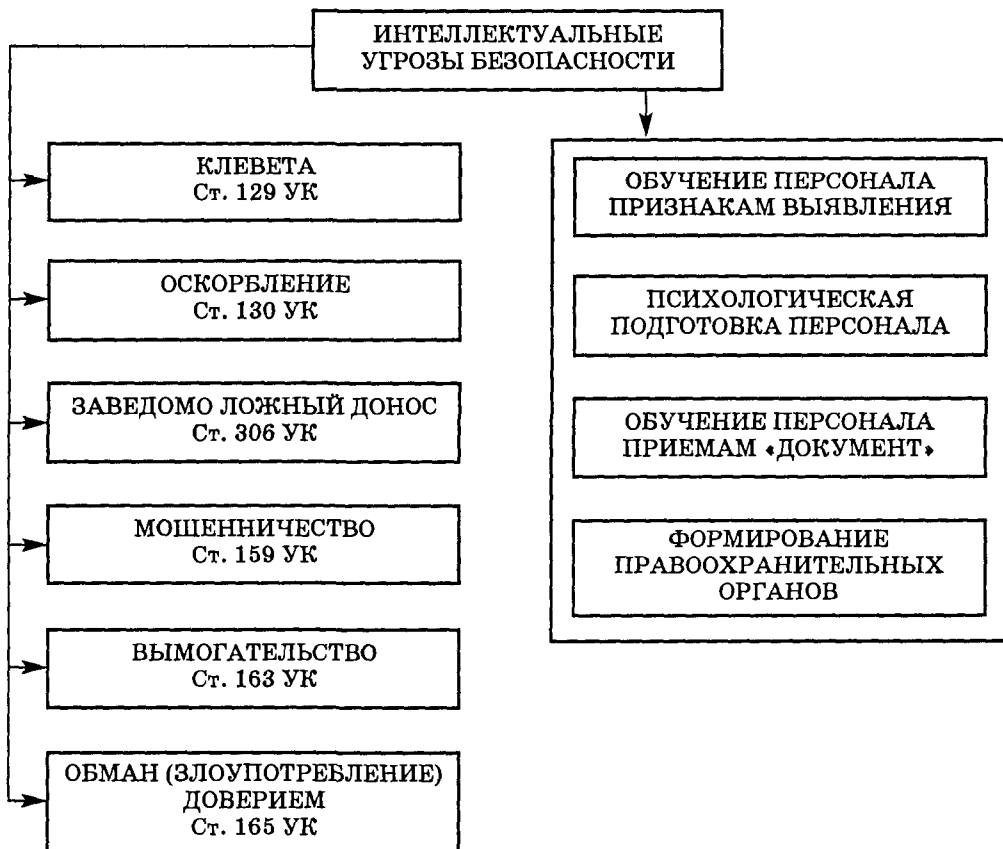 ИНТЕЛЛЕКТУАЛЬНЫЕ
УГРОЗЫ БЕЗОПАСНОСТИ
КЛЕВЕТА
Ст. 129 УК
ОСКОРБЛЕНИЕ
Ст. 130 УК
ЗАВЕДОМО ЛОЖНЫЙ ДОНОС
Ст. 306 УК
МОШЕННИЧЕСТВО
Ст. 159 УК
ВЫМОГАТЕЛЬСТВО
Ст. 163 УК
ОБМАН (ЗЛОУПОТРЕБЛЕНИЕ)
ДОВЕРИЕМ
Ст. 165 УК
ОБУЧЕНИЕ ПЕРСОНАЛА
ПРИЗНАКАМ ВЫЯВЛЕНИЯ
ПСИХОЛОГИЧЕСКАЯ
ПОДГОТОВКА ПЕРСОНАЛА
ОБУЧЕНИЕ ПЕРСОНАЛА
ПРИЕМАМ «ДОКУМЕНТ»
ФОРМИРОВАНИЕ
ПРАВООХРАНИТЕЛЬНЫХ
ОРГАНОВ